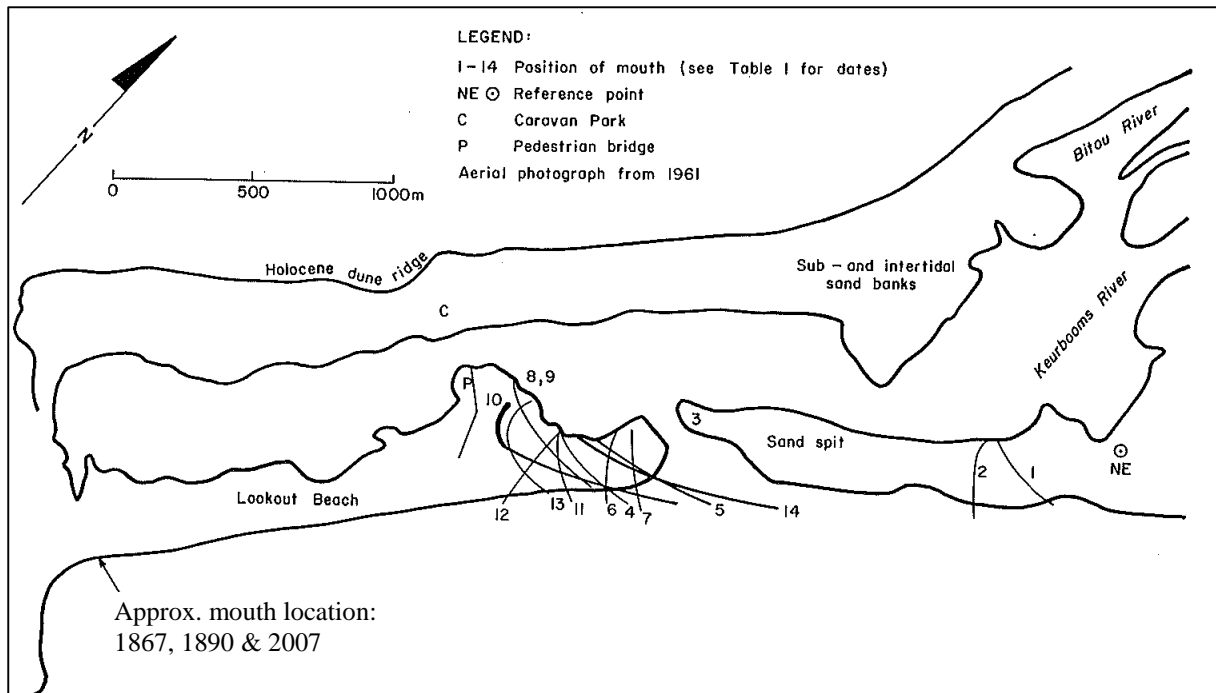 LEGEND:
1-14 Position of mouth (see Table 1 for dates)
NE ⊙ Reference point
C Caravan Park
P Pedestrian bridge
Aerial photograph from 1961
N
0 500 1000m
Bitou River
Holocene dune ridge
Sub- and intertidal
sand banks
Keurbooms River
C
P
8,9
10
3
Sand spit
NE
2 1
Lookout Beach
12 13 11 6 4 7 5 14
Approx. mouth location:
1867, 1890 & 2007